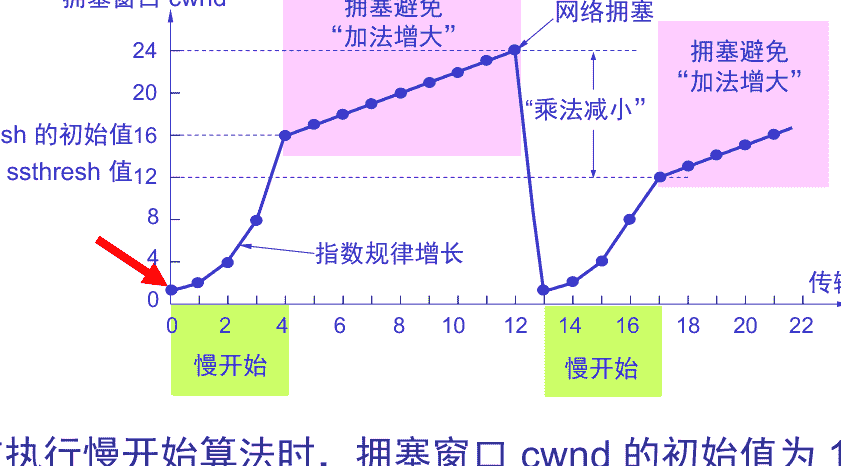 拥塞窗口 cwnd
拥塞避免
“加法增大”
网络拥塞
24
20
sh 的初始值16
ssthresh 值12
8
4
0
“乘法减小”
拥塞避免
“加法增大”
指数规律增长
传输
0 2 4 6 8 10 12 14 16 18 20 22
慢开始
慢开始
执行慢开始算法时，拥塞窗口 cwnd 的初始值为 1